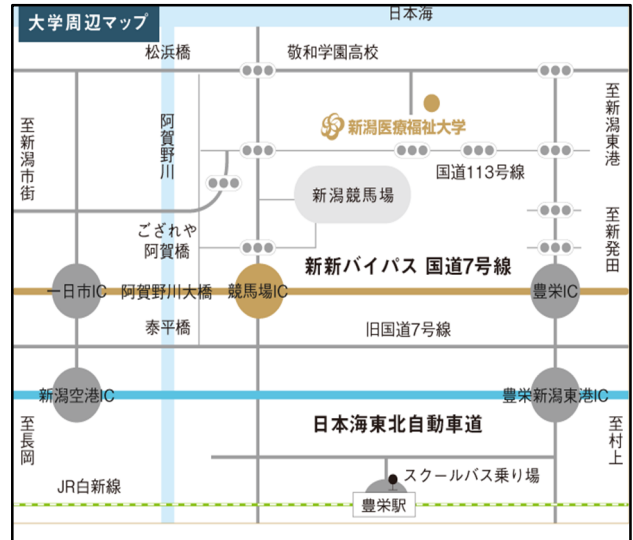 大学周辺マップ
日本海
松浜橋
敬和学園高校
至新潟市街
阿賀野川
至新潟東港
新潟医療福祉大学
国道113号線
新潟競馬場
至新発田
ござれや
阿賀橋
新新バイパス 国道7号線
一日市IC
阿賀野川大橋
競馬場IC
豊栄IC
泰平橋
旧国道7号線
新潟空港IC
豊栄新潟東港IC
至長岡
日本海東北自動車道
至村上
スクールバス乗り場
JR白新線
豊栄駅